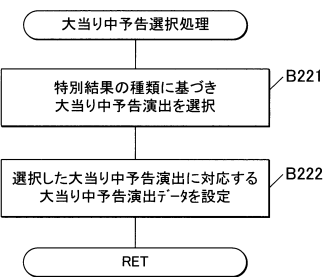 大当り中予告選択処理
特別結果の種類に基づき
大当り中予告演出を選択
B221
選択した大当り中予告演出に対応する
大当り中予告演出ﾃﾞｰﾀを設定
B222
RET